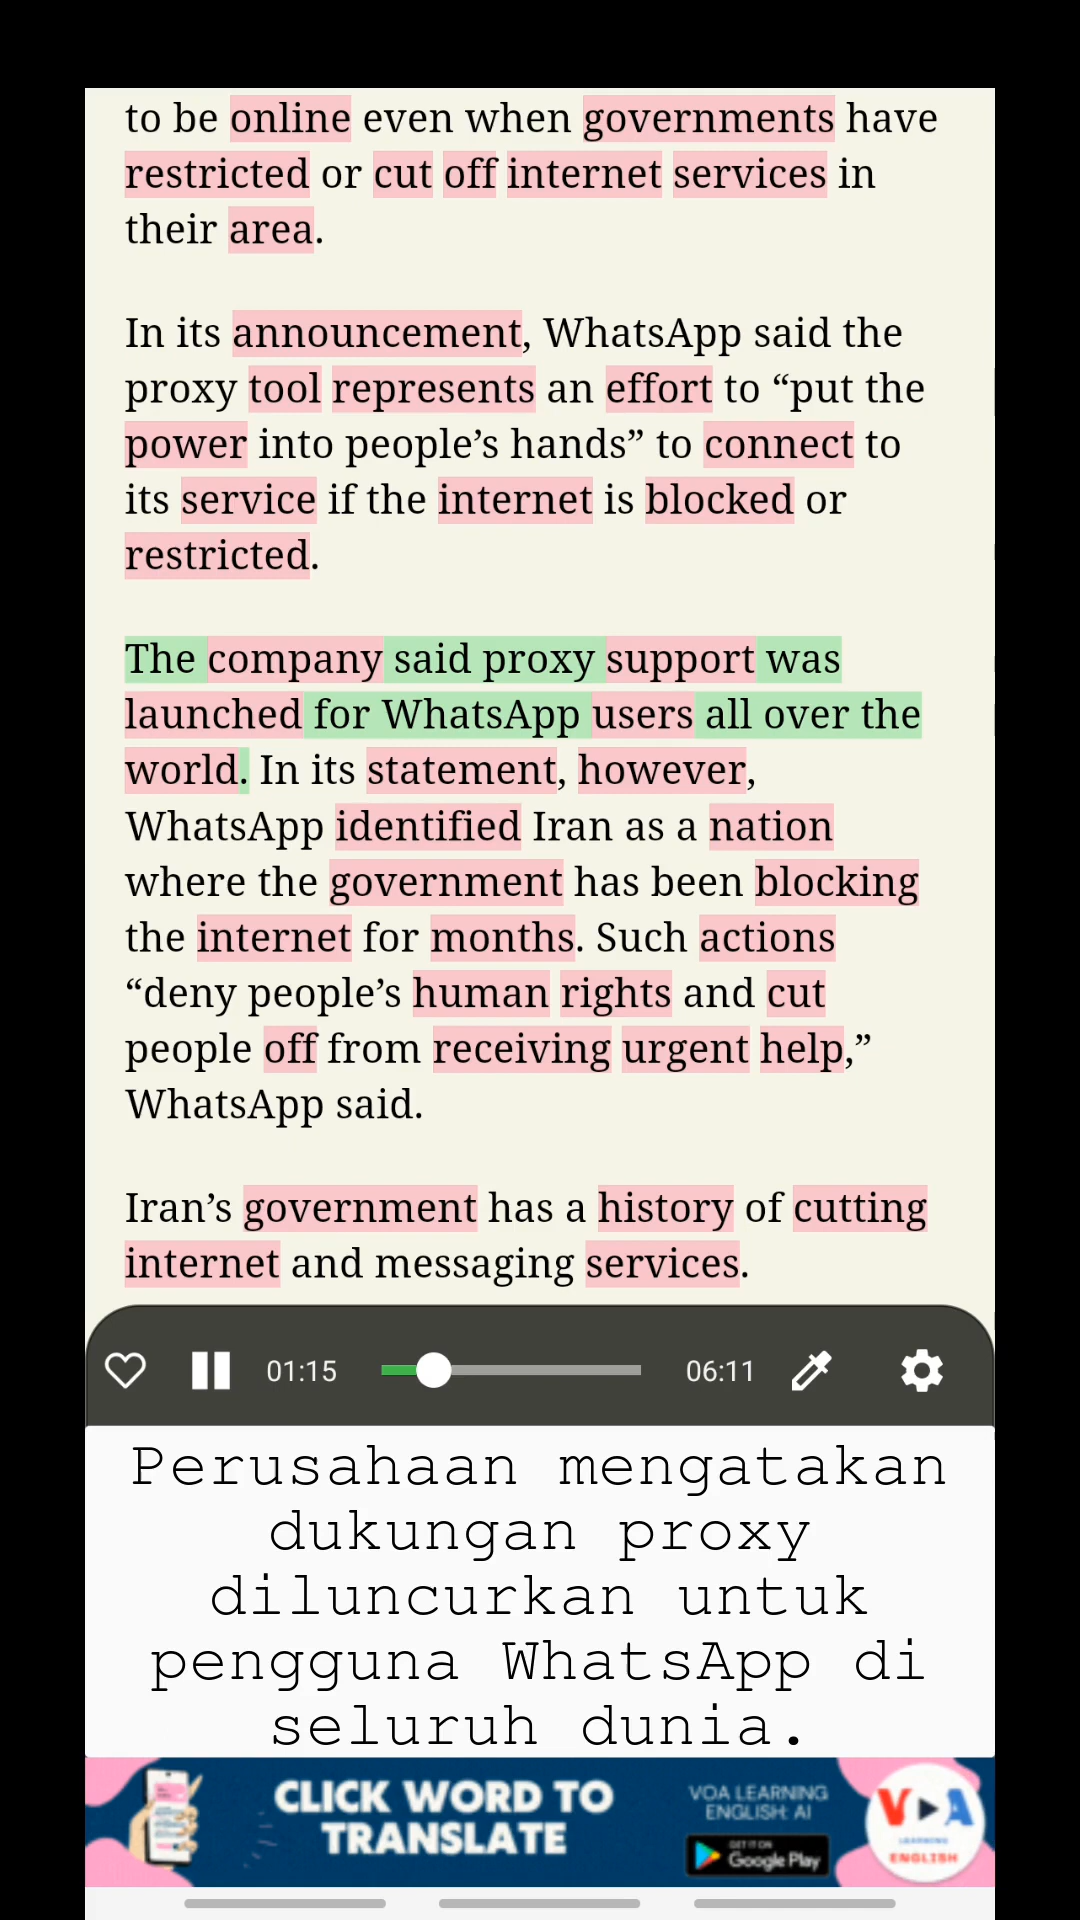 to be online even when governments have
restricted or cut off internet services in
their area.
In its announcement, WhatsApp said the
proxy tool represents an effort to “put the
power into people’s hands” to connect to
its service if the internet is blocked or
restricted.
The company said proxy support was
launched for WhatsApp users all over the
world. In its statement, however,
WhatsApp identified Iran as a nation
where the government has been blocking
the internet for months. Such actions
“deny people’s human rights and cut
people off from receiving urgent help,”
WhatsApp said.
Iran’s government has a history of cutting
internet and messaging services.
01:15 06:11
Perusahaan mengatakan
dukungan proxy
diluncurkan untuk
pengguna WhatsApp di
seluruh dunia.
CLICK WORD TO
TRANSLATE
VOA LEARNING
ENGLISH: AI
GET IT ON
Google Play
VOA
LEARNING
ENGLISH